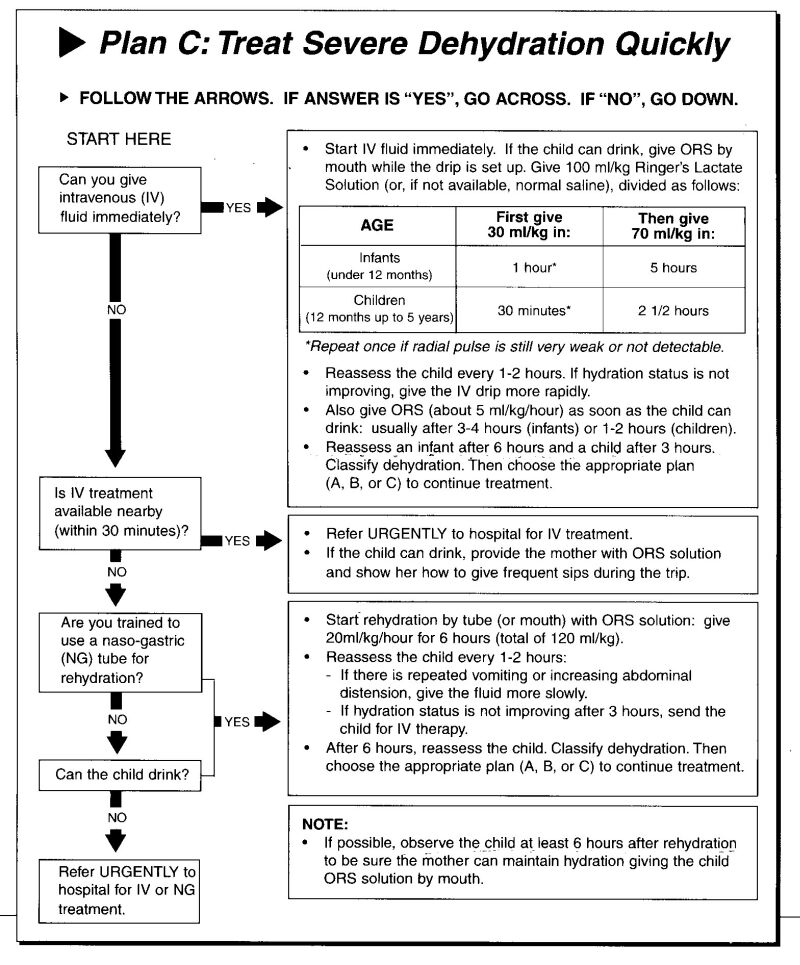 ▶ Plan C: Treat Severe Dehydration Quickly
▶ FOLLOW THE ARROWS. IF ANSWER IS “YES”, GO ACROSS. IF “NO”, GO DOWN.
START HERE
Can you give
intravenous (IV)
fluid immediately?
YES
• Start IV fluid immediately. If the child can drink, give ORS by
mouth while the drip is set up. Give 100 ml/kg Ringer's Lactate
Solution (or, if not available, normal saline), divided as follows:
AGE
First give
30 ml/kg in:
Then give
70 ml/kg in:
Infants
(under 12 months)
1 hour*
5 hours
Children
(12 months up to 5 years)
30 minutes*
2 1/2 hours
*Repeat once if radial pulse is still very weak or not detectable.
• Reassess the child every 1-2 hours. If hydration status is not
improving, give the IV drip more rapidly.
• Also give ORS (about 5 ml/kg/hour) as soon as the child can
drink: usually after 3-4 hours (infants) or 1-2 hours (children).
• Reassess an infant after 6 hours and a child after 3 hours.
Classify dehydration. Then choose the appropriate plan
(A, B, or C) to continue treatment.
NO
Is IV treatment
available nearby
(within 30 minutes)?
YES
• Refer URGENTLY to hospital for IV treatment.
• If the child can drink, provide the mother with ORS solution
and show her how to give frequent sips during the trip.
NO
Are you trained to
use a naso-gastric
(NG) tube for
rehydration?
NO
Can the child drink?
YES
• Start rehydration by tube (or mouth) with ORS solution: give
20ml/kg/hour for 6 hours (total of 120 ml/kg).
• Reassess the child every 1-2 hours:
- If there is repeated vomiting or increasing abdominal
distension, give the fluid more slowly.
- If hydration status is not improving after 3 hours, send the
child for IV therapy.
• After 6 hours, reassess the child. Classify dehydration. Then
choose the appropriate plan (A, B, or C) to continue treatment.
NO
Refer URGENTLY to
hospital for IV or NG
treatment.
NOTE:
• If possible, observe the child at least 6 hours after rehydration
to be sure the mother can maintain hydration giving the child
ORS solution by mouth.